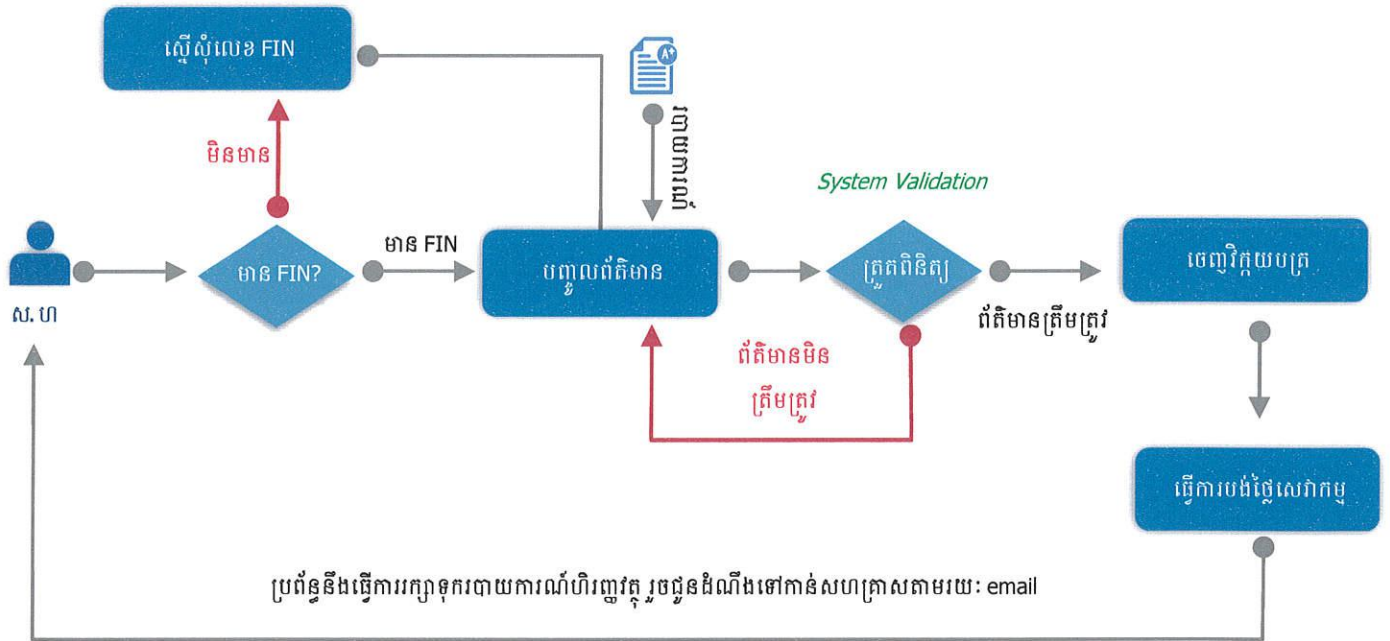 ស្នើសុំលេខ FIN
A+
របាយការណ៍
មិនមាន
System Validation
ស.ហ
មាន FIN?
មាន FIN
បញ្ចូលព័ត៌មាន
ត្រួតពិនិត្យ
ចេញវិក្កយបត្រ
ព័ត៌មានត្រឹមត្រូវ
ព័ត៌មានមិន
ត្រឹមត្រូវ
ធ្វើការបង់ថ្លៃសេវាកម្ម
ប្រព័ន្ធនឹងធ្វើការរក្សាទុករបាយការណ៍ហិរញ្ញវត្ថុ រួចជូនដំណឹងទៅកាន់សហគ្រាសតាមរយៈ email